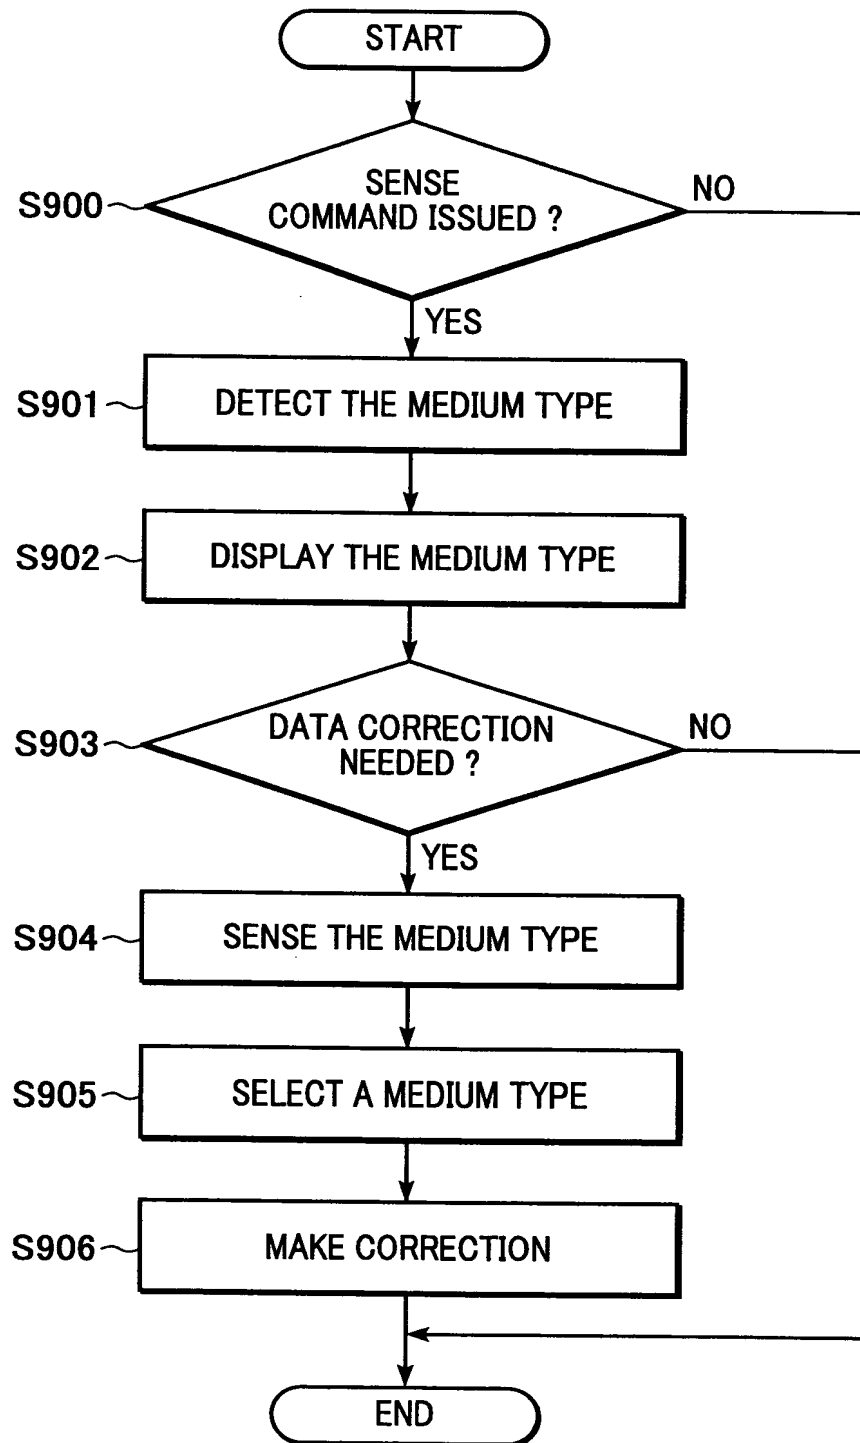 START
S900
SENSE
COMMAND ISSUED ?
NO
YES
S901
DETECT THE MEDIUM TYPE
S902
DISPLAY THE MEDIUM TYPE
S903
DATA CORRECTION
NEEDED ?
NO
YES
S904
SENSE THE MEDIUM TYPE
S905
SELECT A MEDIUM TYPE
S906
MAKE CORRECTION
END